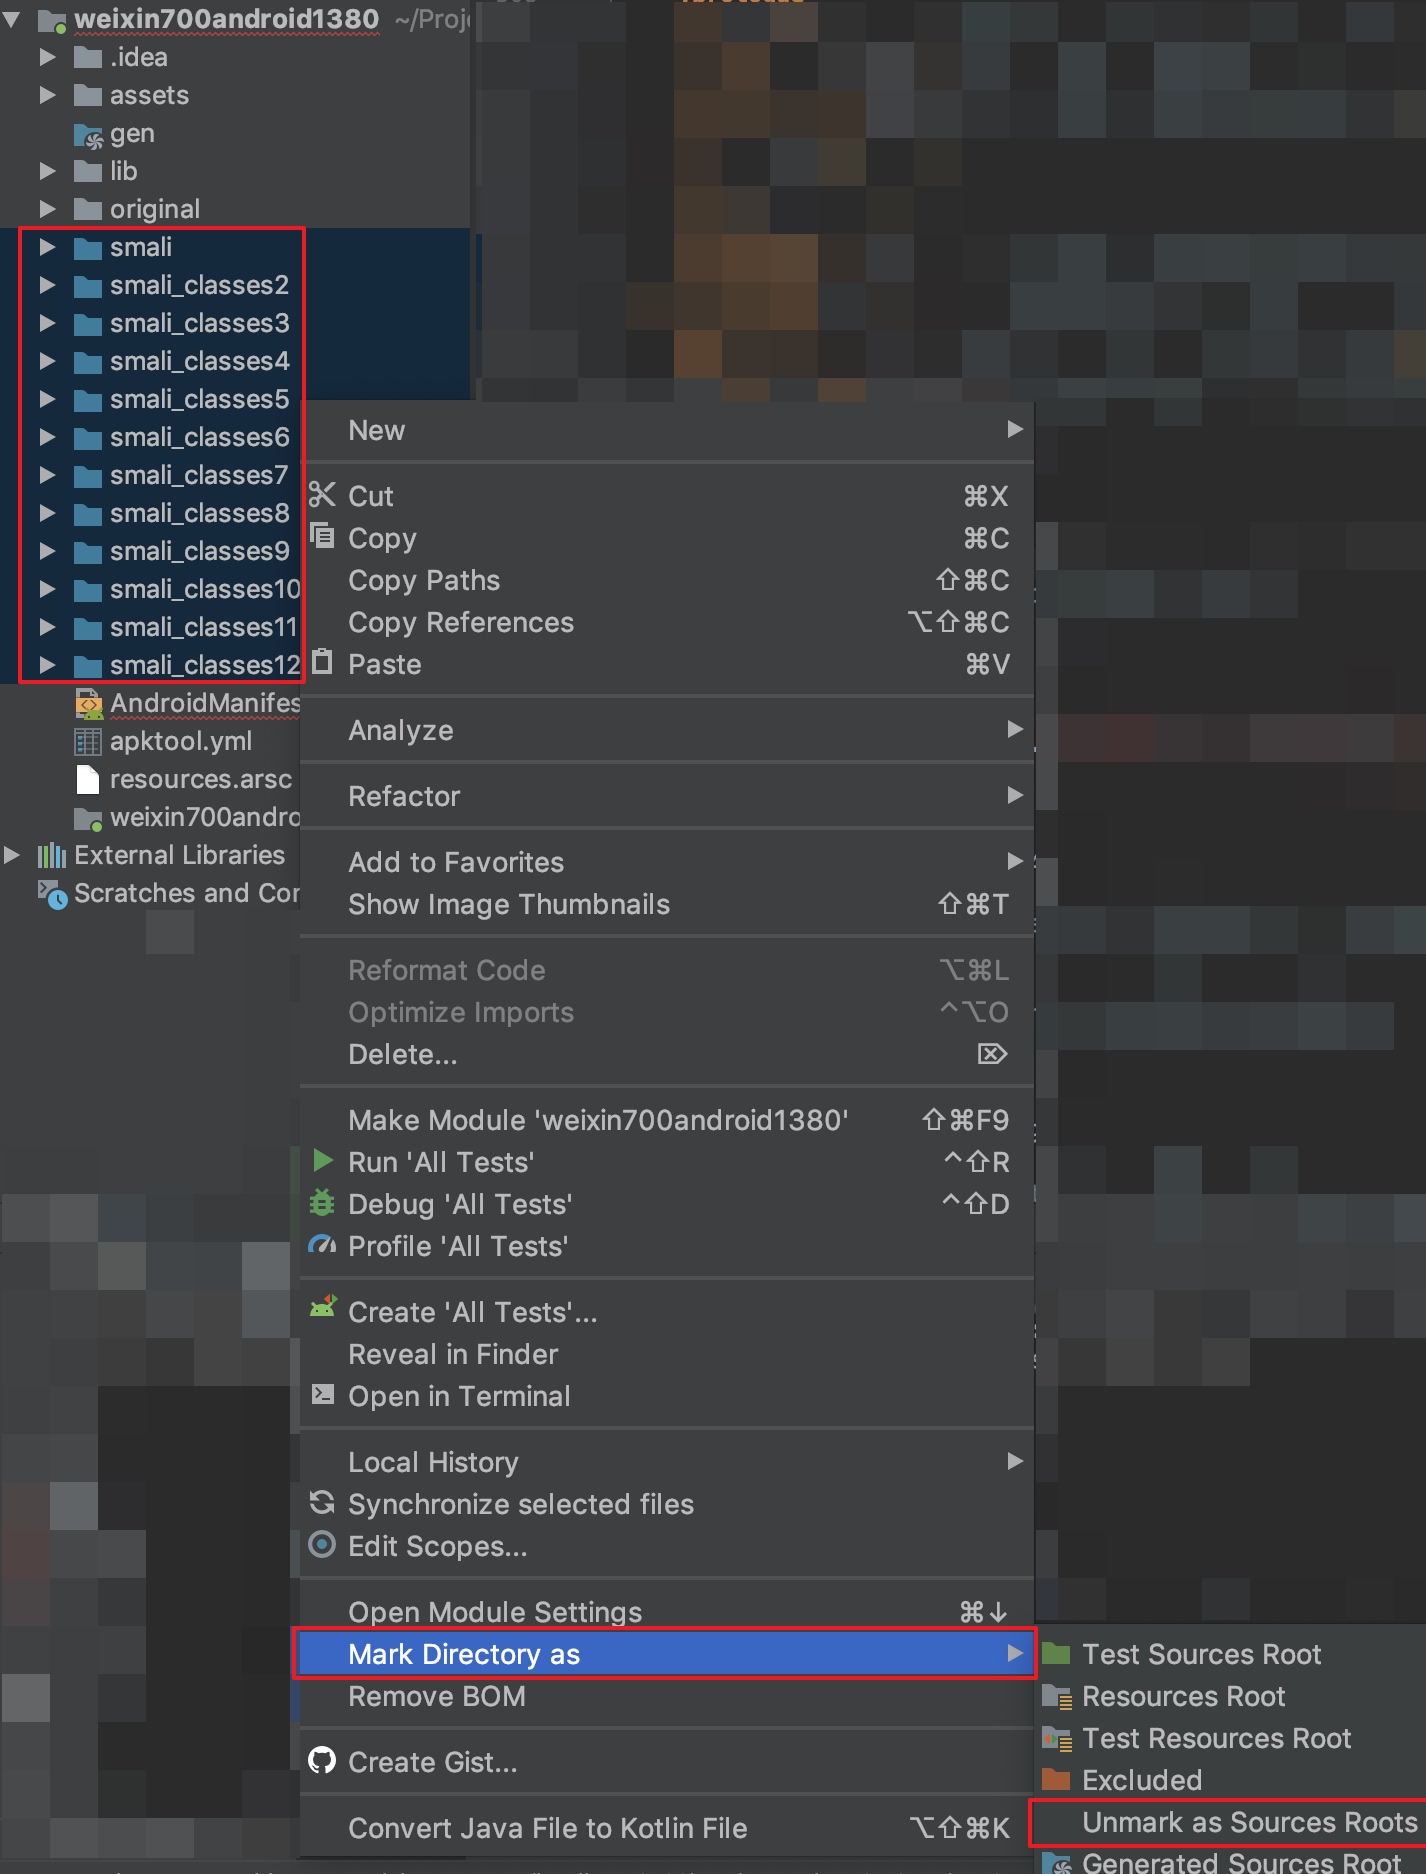 weixin700android1380 ~/Proj
.idea
assets
gen
lib
original
smali
smali_classes2
smali_classes3
smali_classes4
smali_classes5
smali_classes6
smali_classes7
smali_classes8
smali_classes9
smali_classes10
smali_classes11
smali_classes12
AndroidManifes
apktool.yml
resources.arsc
weixin700andro
External Libraries
Scratches and Con
New
Cut ⌘X
Copy ⌘C
Copy Paths ⇧⌘C
Copy References ⌥⇧⌘C
Paste ⌘V
Analyze
Refactor
Add to Favorites
Show Image Thumbnails ⇧⌘T
Reformat Code ⌥⌘L
Optimize Imports ^⌥O
Delete... ⌦
Make Module 'weixin700android1380' ⇧⌘F9
Run 'All Tests' ^⇧R
Debug 'All Tests' ^⇧D
Profile 'All Tests'
Create 'All Tests'...
Reveal in Finder
Open in Terminal
Local History
Synchronize selected files
Edit Scopes...
Open Module Settings ⌘↓
Mark Directory as
Remove BOM
Create Gist...
Convert Java File to Kotlin File ⌥⇧⌘K
Test Sources Root
Resources Root
Test Resources Root
Excluded
Unmark as Sources Roots
Generated Sources Root